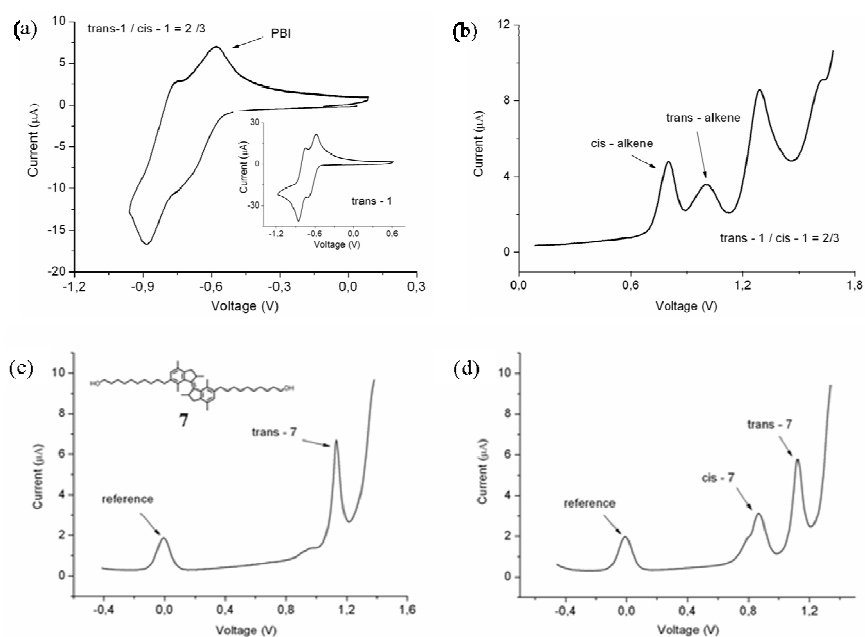 (a)
trans-1 / cis - 1 = 2 /3
PBI
Current (µA)
10
5
0
-5
-10
-15
-20
-1,2 -0,9 -0,6 -0,3 0,0 0,3
Voltage (V)
Current (µA)
30
0
-30
trans - 1
-1.2 -0.6 0.0 0.6
Voltage (V)
(b)
Current (µA)
12
8
4
0
cis - alkene
trans - alkene
trans - 1 / cis - 1 = 2/3
0,0 0,6 1,2 1,8
Voltage (V)
(c)
HO
OH
7
Current (µA)
10
8
6
4
2
0
reference
trans - 7
-0,4 0,0 0,4 0,8 1,2 1,6
Voltage (V)
(d)
Current (µA)
10
8
6
4
2
0
reference
cis - 7
trans - 7
-0,4 0,0 0,4 0,8 1,2
Voltage (V)